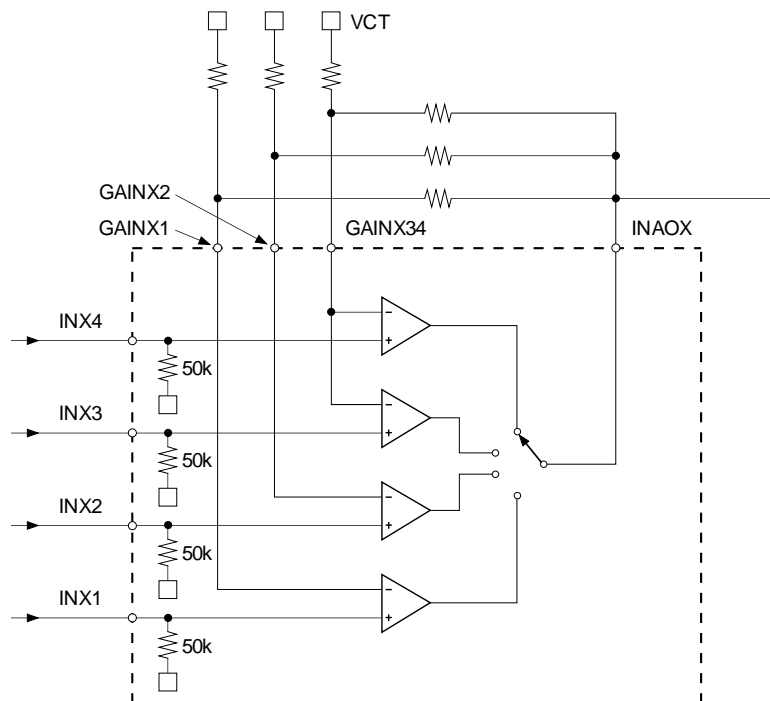 VCT
GAINX2
GAINX1
GAINX34
INAOX
INX4
50k
INX3
50k
INX2
50k
INX1
50k